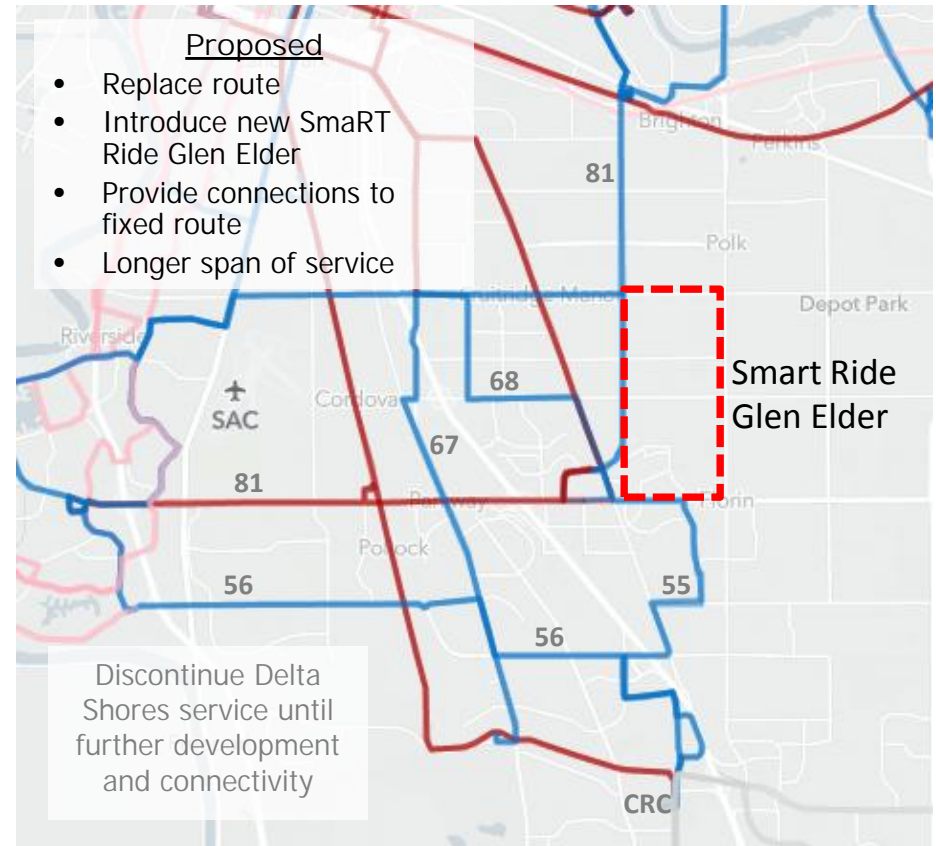 Proposed
• Replace route
• Introduce new SmaRT
Ride Glen Elder
• Provide connections to
fixed route
• Longer span of service
Brighton
Perkins
81
Polk
Fruitridge Manor
Depot Park
Riverside
SAC
Cordova
68
Smart Ride
Glen Elder
67
81
Parkway
Florin
Pollock
56
55
56
Discontinue Delta
Shores service until
further development
and connectivity
CRC